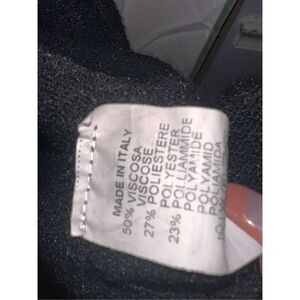 MADE IN ITALY
50% VISCOSA
VISCOSE
27% POLIESTERE
POLYESTER
23% POLIAMMIDE
POLYAMIDE
POLYAMID
POLIAMIDA